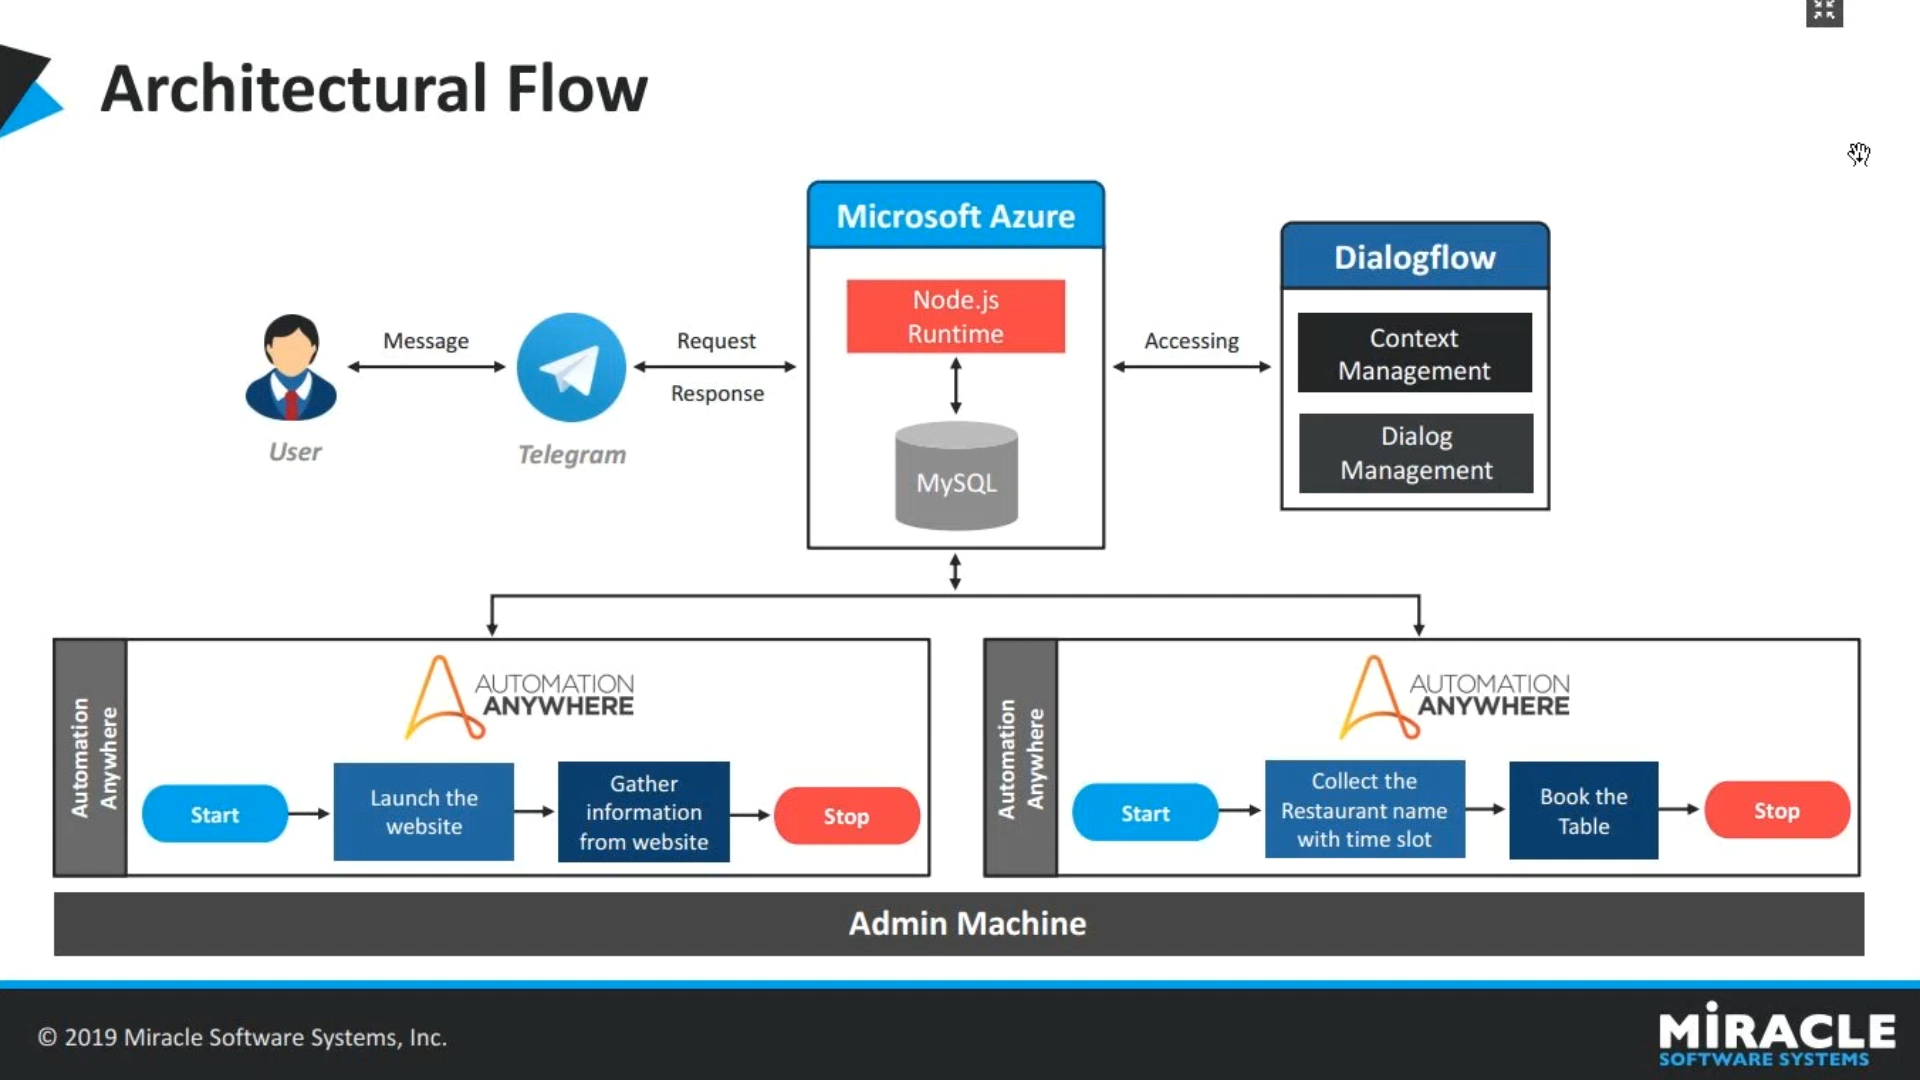 Architectural Flow
Microsoft Azure
Node.js
Runtime
MySQL
Dialogflow
Context
Management
Dialog
Management
Message
Request
Response
Accessing
User
Telegram
Automation
Anywhere
AUTOMATION
ANYWHERE
Start
Launch the
website
Gather
information
from website
Stop
Automation
Anywhere
AUTOMATION
ANYWHERE
Start
Collect the
Restaurant name
with time slot
Book the
Table
Stop
Admin Machine
© 2019 Miracle Software Systems, Inc.
MiRACLE
SOFTWARE SYSTEMS